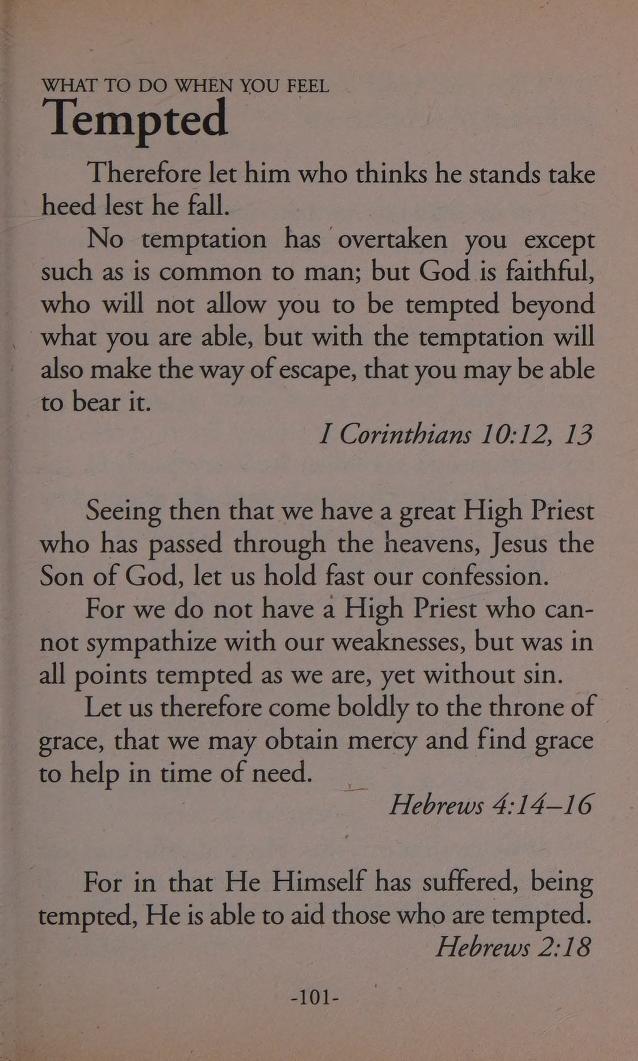 WHAT TO DO WHEN YOU FEEL
Tempted
Therefore let him who thinks he stands take
heed lest he fall.
No temptation has overtaken you except
such as is common to man; but God is faithful,
who will not allow you to be tempted beyond
what you are able, but with the temptation will
also make the way of escape, that you may be able
to bear it.
I Corinthians 10:12, 13
Seeing then that we have a great High Priest
who has passed through the heavens, Jesus the
Son of God, let us hold fast our confession.
For we do not have a High Priest who can-
not sympathize with our weaknesses, but was in
all points tempted as we are, yet without sin.
Let us therefore come boldly to the throne of
grace, that we may obtain mercy and find grace
to help in time of need.
Hebrews 4:14–16
For in that He Himself has suffered, being
tempted, He is able to aid those who are tempted.
Hebrews 2:18
-101-